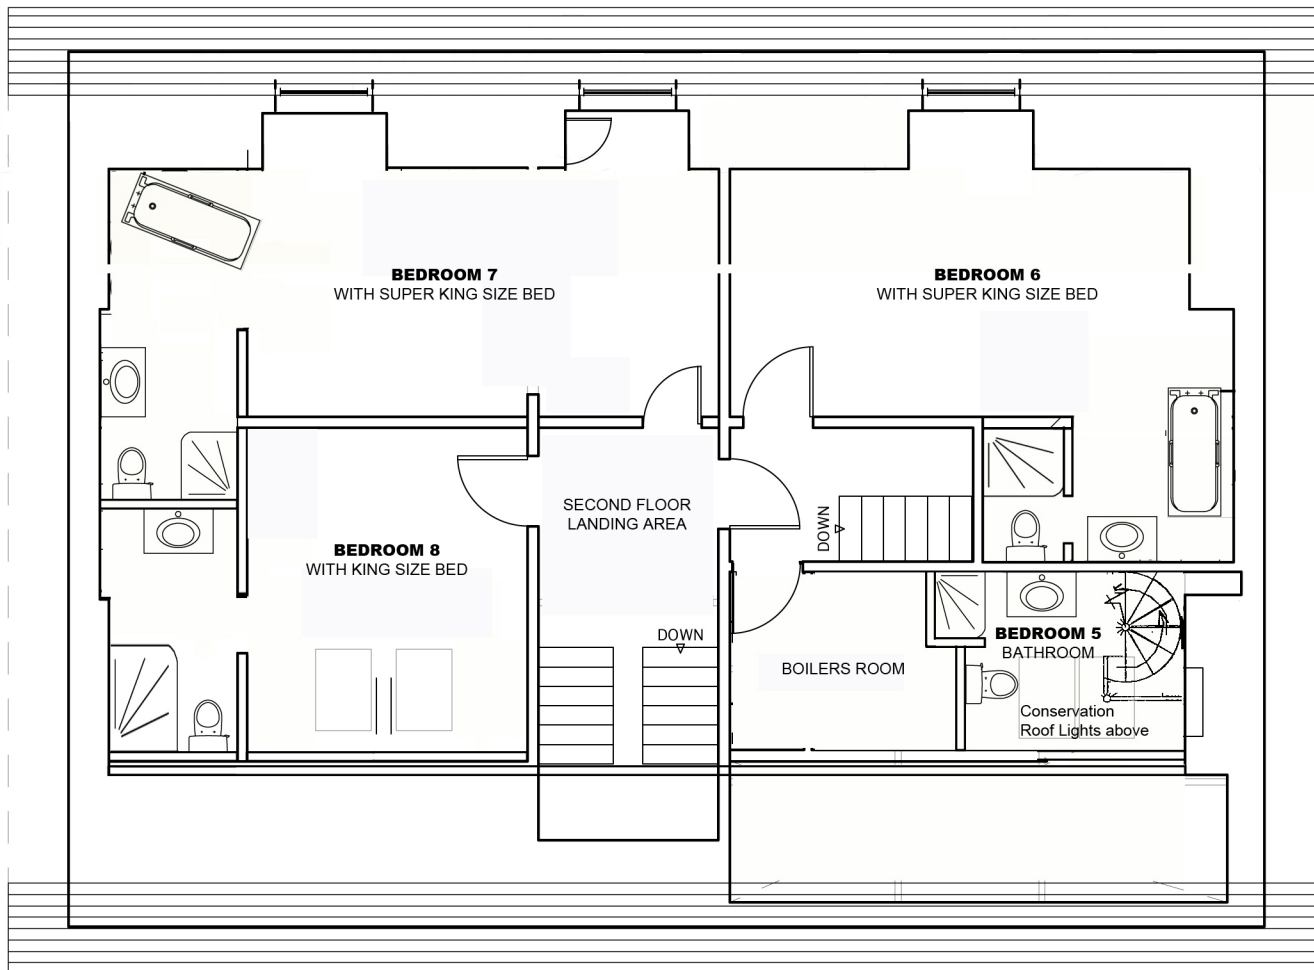 BEDROOM 7
WITH SUPER KING SIZE BED
BEDROOM 6
WITH SUPER KING SIZE BED
SECOND FLOOR
LANDING AREA
DOWN
BEDROOM 8
WITH KING SIZE BED
DOWN
BOILERS ROOM
BEDROOM 5
BATHROOM
Conservation
Roof Lights above